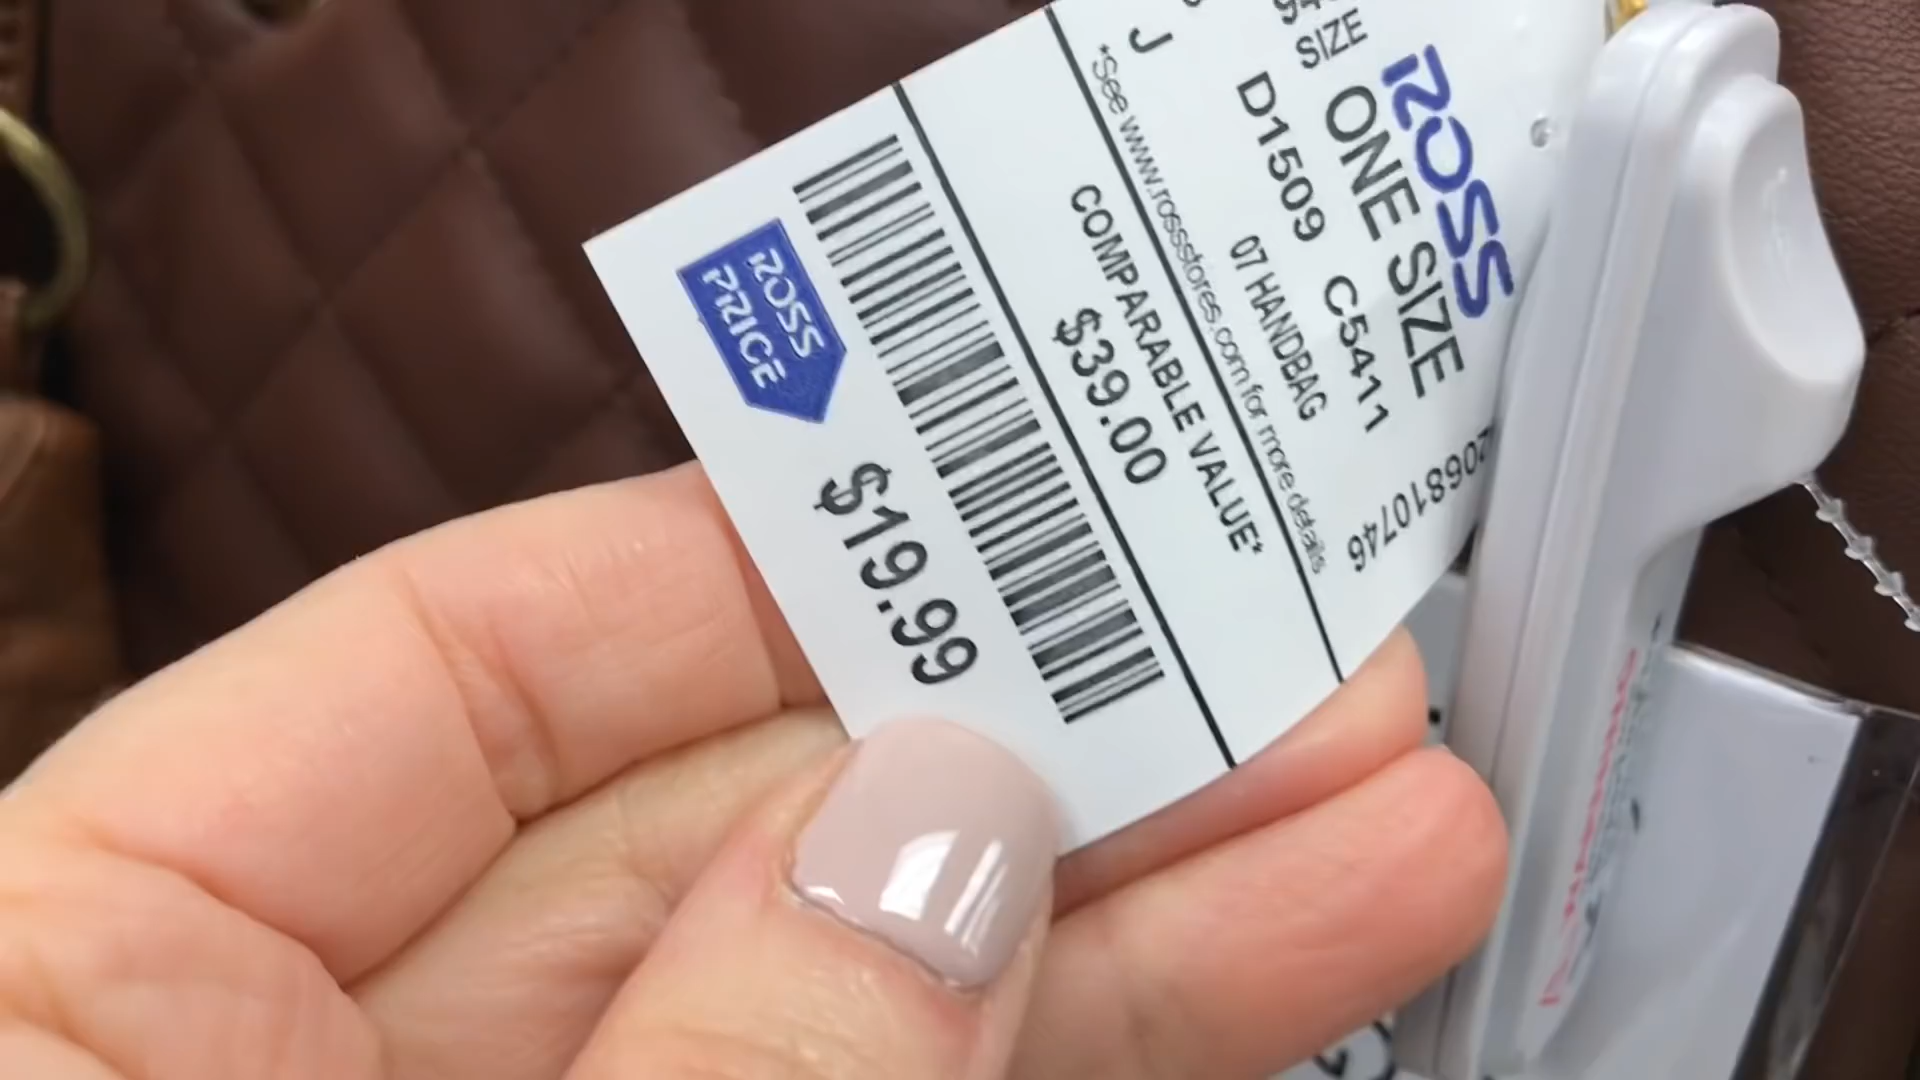 ROSS
ONE SIZE
SIZE
D1509 C5411
07 HANDBAG
J
*See www.rossstores.com for more details
COMPARABLE VALUE*
$39.00
ROSS
PRICE
$19.99